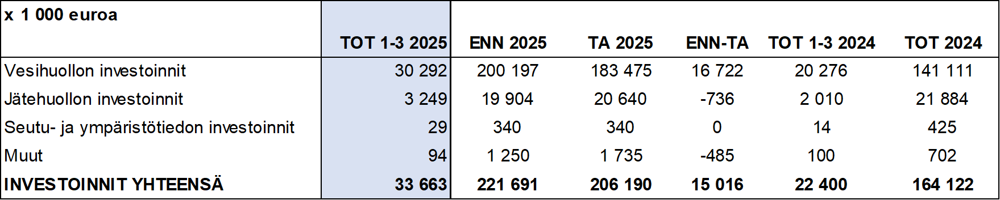 x 1 000 euroa
TOT 1-3 2025 ENN 2025 TA 2025 ENN-TA TOT 1-3 2024 TOT 2024
Vesihuollon investoinnit 30 292 200 197 183 475 16 722 20 276 141 111
Jätehuollon investoinnit 3 249 19 904 20 640 -736 2 010 21 884
Seutu- ja ympäristötiedon investoinnit 29 340 340 0 14 425
Muut 94 1 250 1 735 -485 100 702
INVESTOINNIT YHTEENSÄ 33 663 221 691 206 190 15 016 22 400 164 122